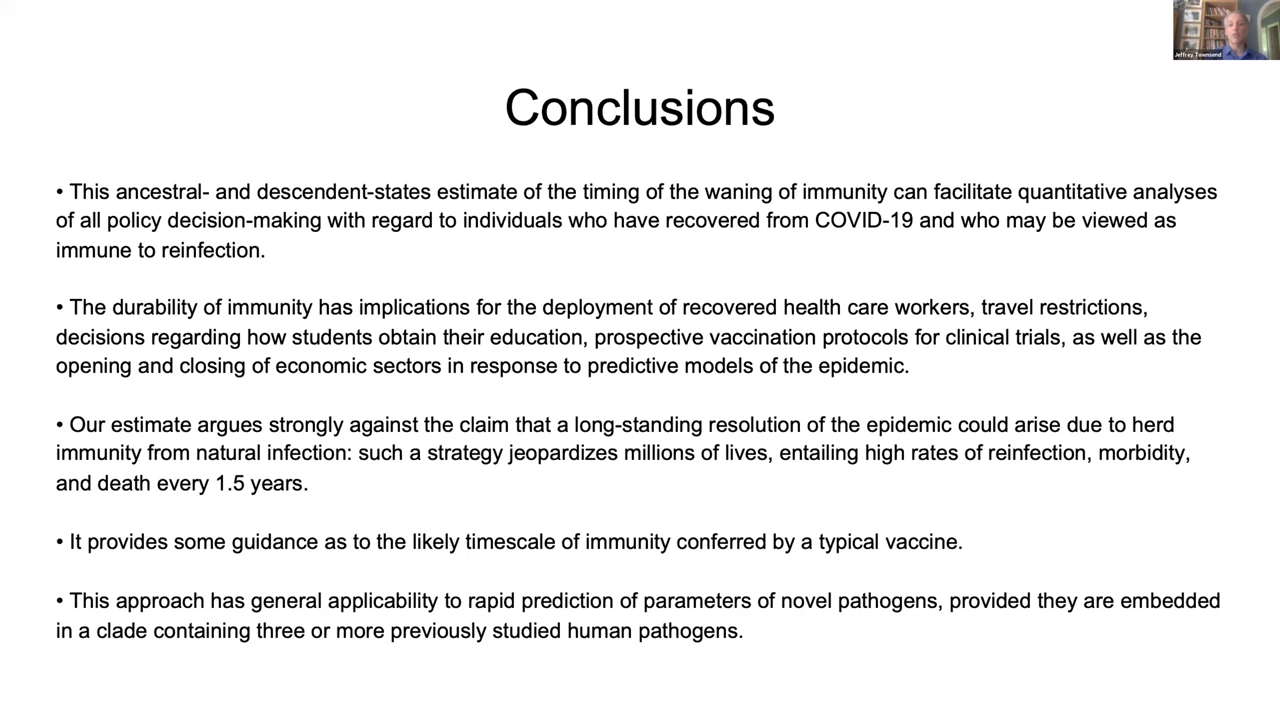 Jeffrey Townsend
Conclusions
• This ancestral- and descendent-states estimate of the timing of the waning of immunity can facilitate quantitative analyses
of all policy decision-making with regard to individuals who have recovered from COVID-19 and who may be viewed as
immune to reinfection.
• The durability of immunity has implications for the deployment of recovered health care workers, travel restrictions,
decisions regarding how students obtain their education, prospective vaccination protocols for clinical trials, as well as the
opening and closing of economic sectors in response to predictive models of the epidemic.
• Our estimate argues strongly against the claim that a long-standing resolution of the epidemic could arise due to herd
immunity from natural infection: such a strategy jeopardizes millions of lives, entailing high rates of reinfection, morbidity,
and death every 1.5 years.
• It provides some guidance as to the likely timescale of immunity conferred by a typical vaccine.
• This approach has general applicability to rapid prediction of parameters of novel pathogens, provided they are embedded
in a clade containing three or more previously studied human pathogens.